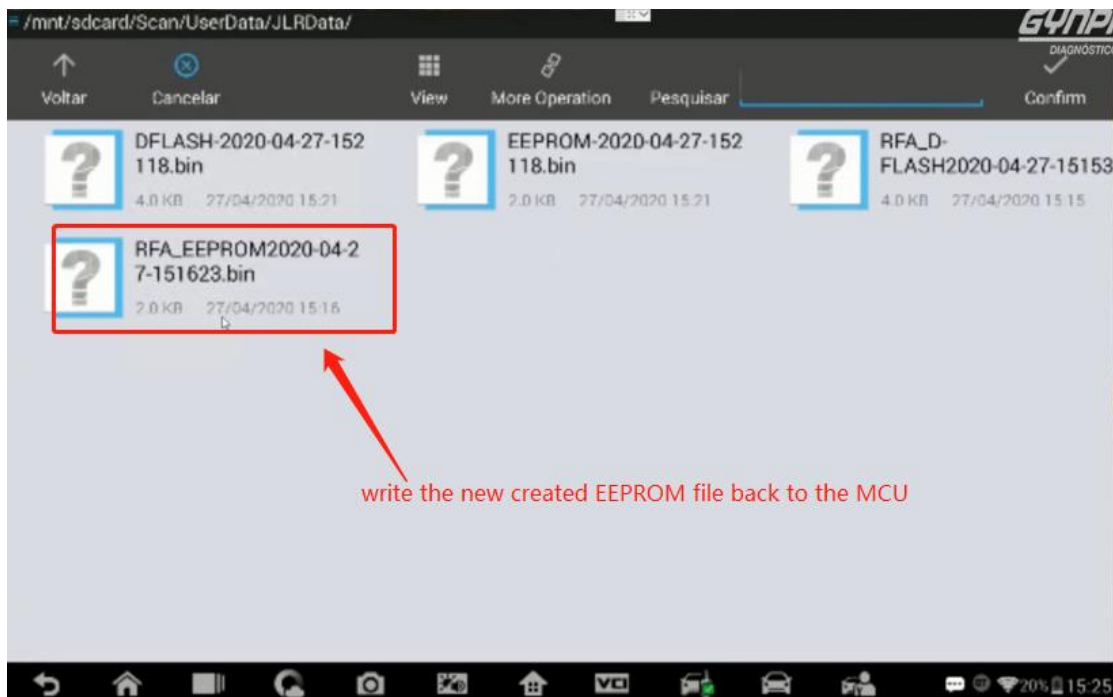 /mnt/sdcard/Scan/UserData/JLRData/
GYNPR
DIAGNÓSTICO
Voltar
Cancelar
View
More Operation
Pesquisar
Confirm
DFLASH-2020-04-27-152
118.bin
4.0 KB 27/04/2020 15:21
EEPROM-2020-04-27-152
118.bin
2.0 KB 27/04/2020 15:21
RFA_D-
FLASH2020-04-27-15153
4.0 KB 27/04/2020 15:15
RFA_EEPROM2020-04-2
7-151623.bin
2.0 KB 27/04/2020 15:16
write the new created EEPROM file back to the MCU
VCI
20% 15:25